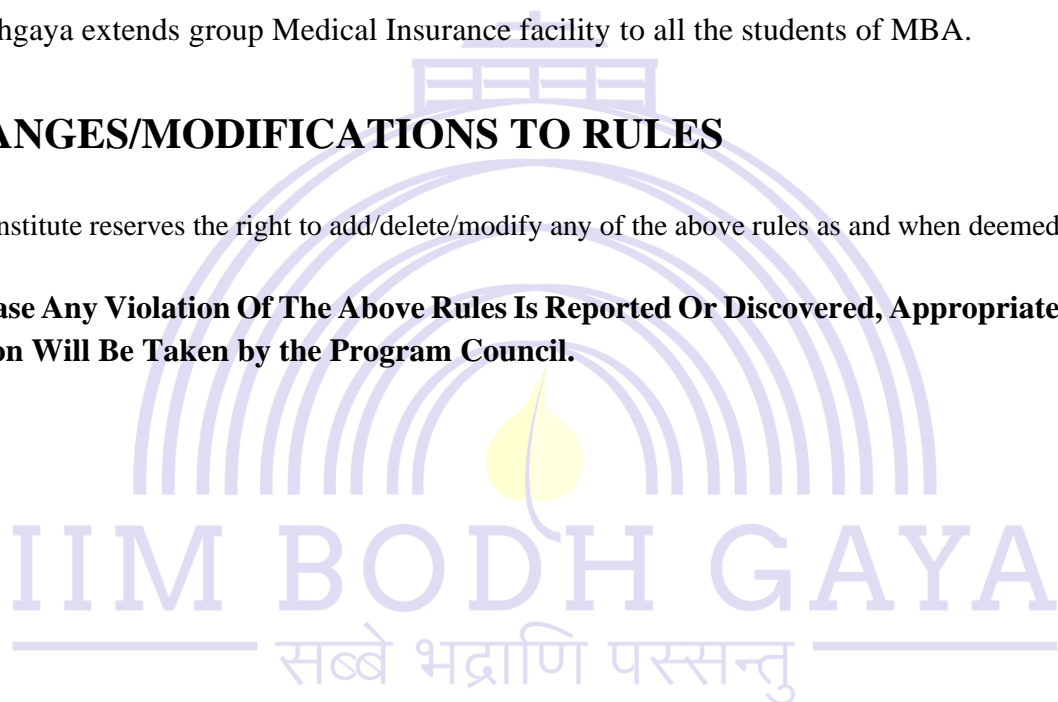 hgaya extends group Medical Insurance facility to all the students of MBA.
ANGES/MODIFICATIONS TO RULES
nstitute reserves the right to add/delete/modify any of the above rules as and when deemed
ase Any Violation Of The Above Rules Is Reported Or Discovered, Appropriate
on Will Be Taken by the Program Council.
IIM BODH GAYA
सब्बे भद्राणि पस्सन्तु